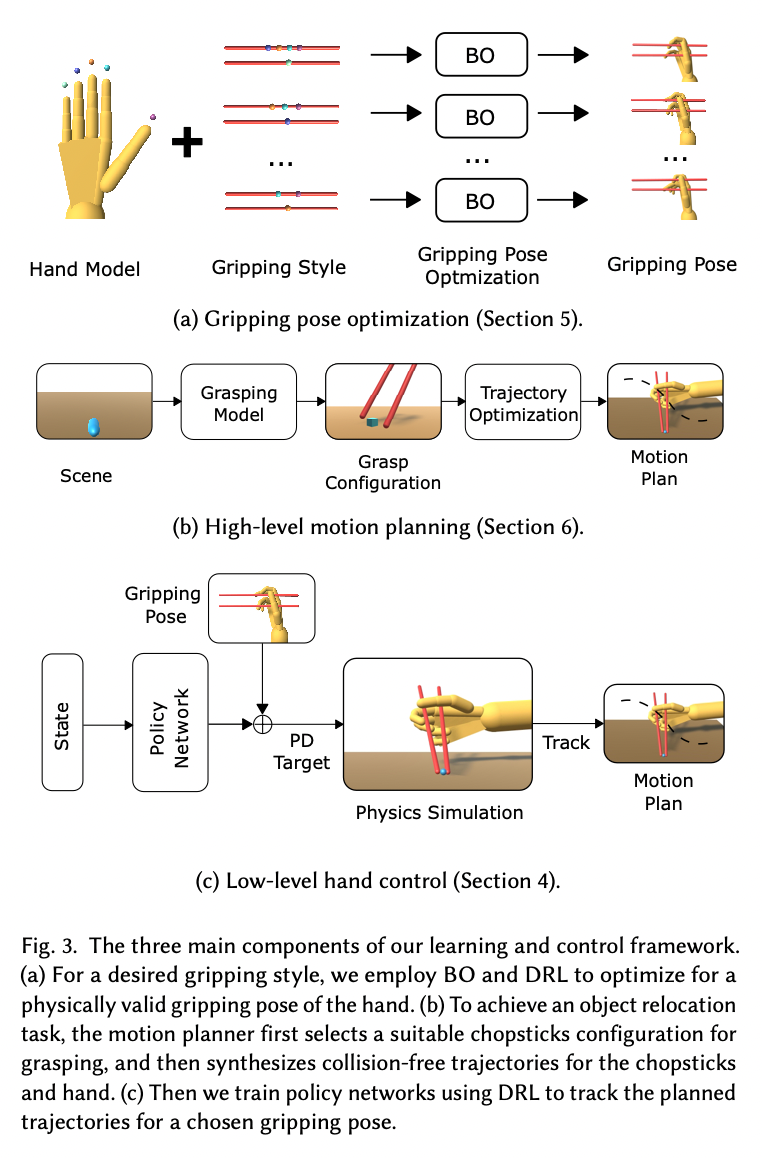 BO
BO
...
...
...
BO
Hand Model
Gripping Style
Gripping Pose
Optmization
Gripping Pose
(a) Gripping pose optimization (Section 5).
Grasping
Model
Trajectory
Optimization
Scene
Grasp
Configuration
Motion
Plan
(b) High-level motion planning (Section 6).
Gripping
Pose
State
Policy
Network
PD
Target
Track
Physics Simulation
Motion
Plan
(c) Low-level hand control (Section 4).
Fig. 3. The three main components of our learning and control framework.
(a) For a desired gripping style, we employ BO and DRL to optimize for a
physically valid gripping pose of the hand. (b) To achieve an object relocation
task, the motion planner first selects a suitable chopsticks configuration for
grasping, and then synthesizes collision-free trajectories for the chopsticks
and hand. (c) Then we train policy networks using DRL to track the planned
trajectories for a chosen gripping pose.